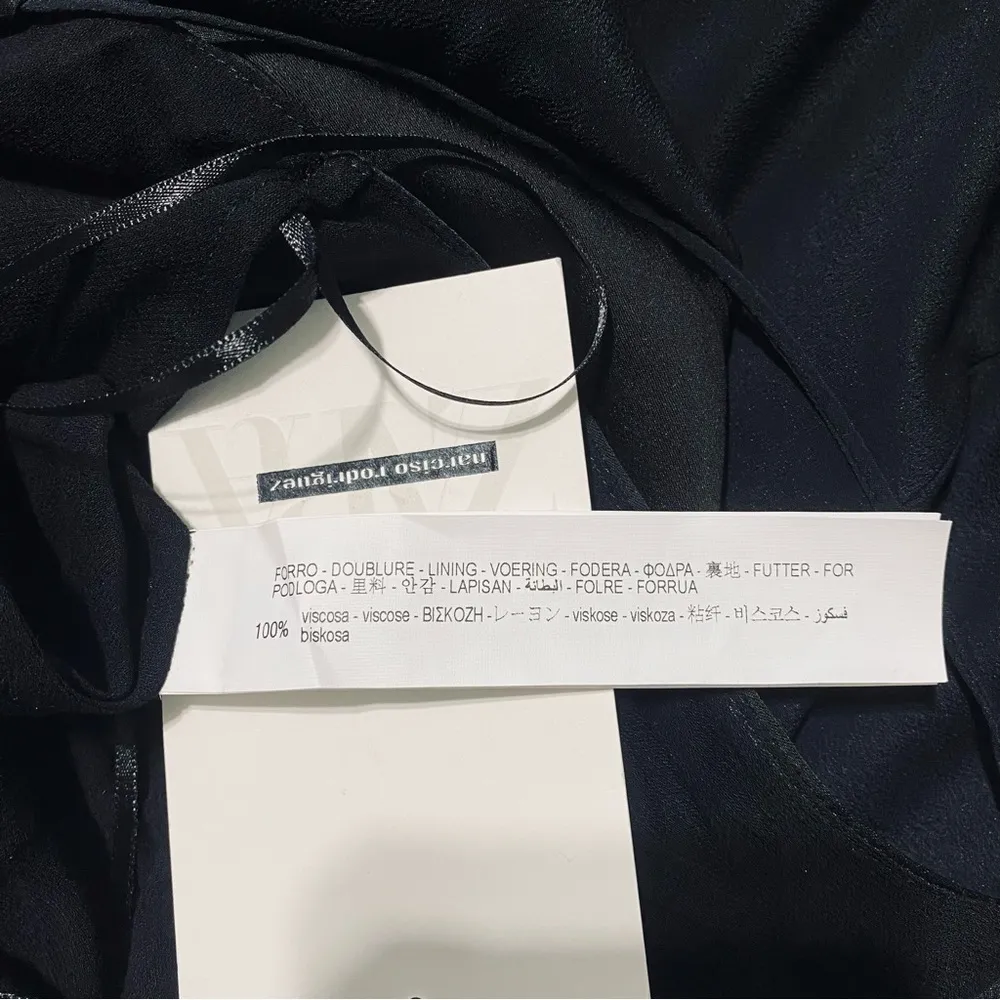 ZARA
narciso rodriguez
FORRO - DOUBLURE - LINING - VOERING - FODERA - ΦΟΔΡΑ - 裏地 - FUTTER - FOR
PODLOGA - 里料 - 안감 - LAPISAN - البطانة - FOLRE - FORRUA
100% viscosa - viscose - ΒΙΣΚΟΖΗ - レーヨン - viskose - viskoza - 粘纤 - 비스코스 - فسكوز
biskosa